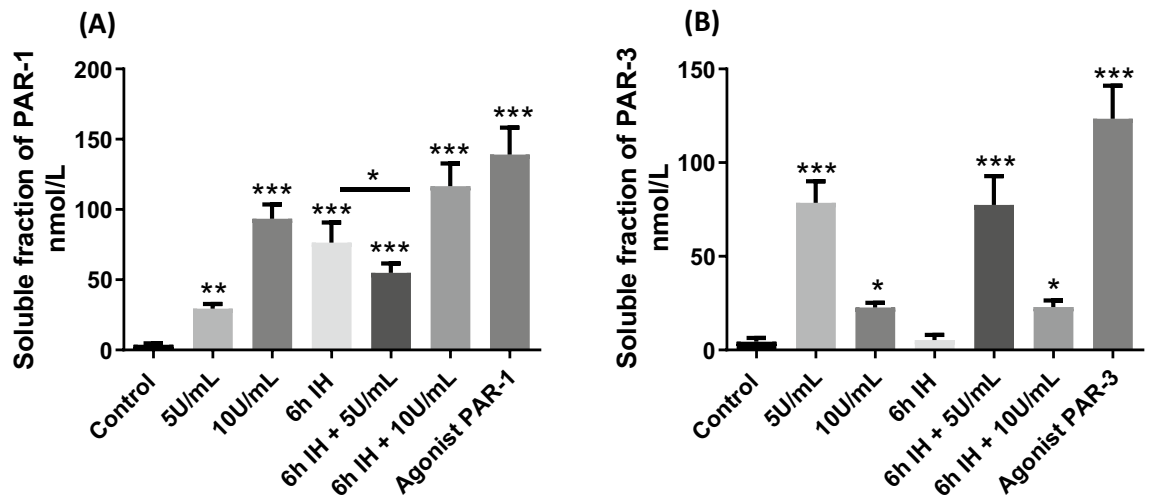 (A)
Soluble fraction of PAR-1
nmol/L
200
150
100
50
0
**
***
***
*
***
***
***
Control
5U/mL
10U/mL
6h IH
6h IH + 5U/mL
6h IH + 10U/mL
Agonist PAR-1
(B)
Soluble fraction of PAR-3
nmol/L
150
100
50
0
***
*
***
*
***
Control
5U/mL
10U/mL
6h IH
6h IH + 5U/mL
6h IH + 10U/mL
Agonist PAR-3